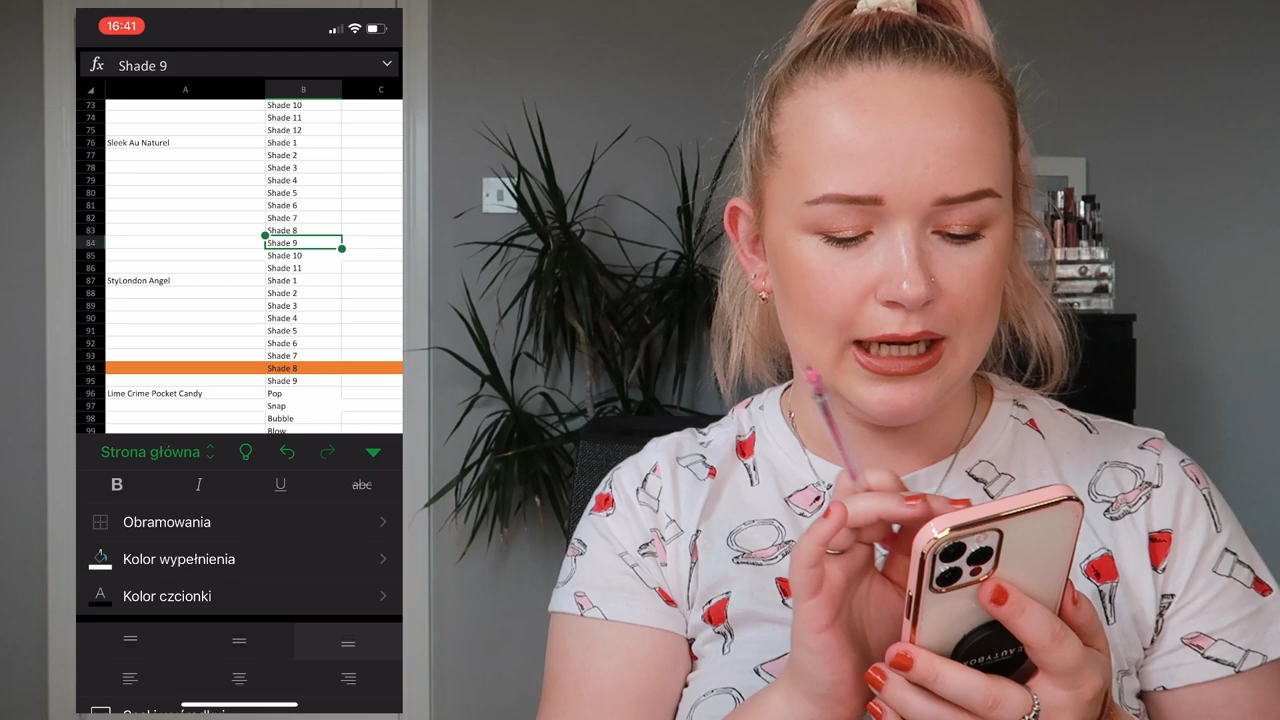 16:41
fx Shade 9
A B C
73 Shade 10
74 Shade 11
75 Shade 12
76 Sleek Au Naturel Shade 1
77 Shade 2
78 Shade 3
79 Shade 4
80 Shade 5
81 Shade 6
82 Shade 7
83 Shade 8
84 Shade 9
85 Shade 10
86 Shade 11
87 StyLondon Angel Shade 1
88 Shade 2
89 Shade 3
90 Shade 4
91 Shade 5
92 Shade 6
93 Shade 7
94 Shade 8
95 Shade 9
96 Lime Crime Pocket Candy Pop
97 Snap
98 Bubble
99 Blow
Strona główna
B I U abc
Obramowania
Kolor wypełnienia
A Kolor czcionki